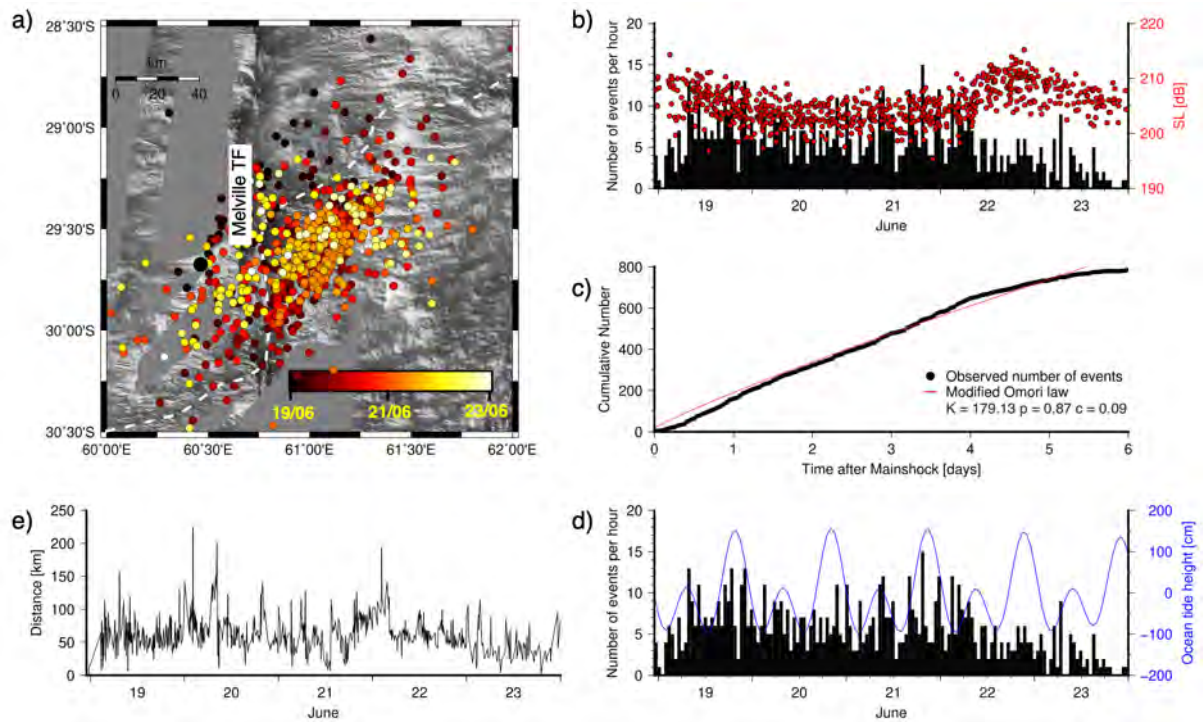 a)
28˚30'S
29˚00'S
29˚30'S
30˚00'S
30˚30'S
60˚00'E
60˚30'E
61˚00'E
61˚30'E
62˚00'E
km
0 20 40
Melville TF
19/06 21/06 23/06
b)
Number of events per hour
0
5
10
15
20
SL [dB]
190
200
210
220
19 20 21 22 23
June
c)
Cumulative Number
0
200
400
600
800
Observed number of events
Modified Omori law
K = 179.13 p = 0.87 c = 0.09
0 1 2 3 4 5 6
Time after Mainshock [days]
e)
Distance [km]
0
50
100
150
200
250
19 20 21 22 23
June
d)
Number of events per hour
0
5
10
15
20
Ocean tide height [cm]
−200
−100
0
100
200
19 20 21 22 23
June